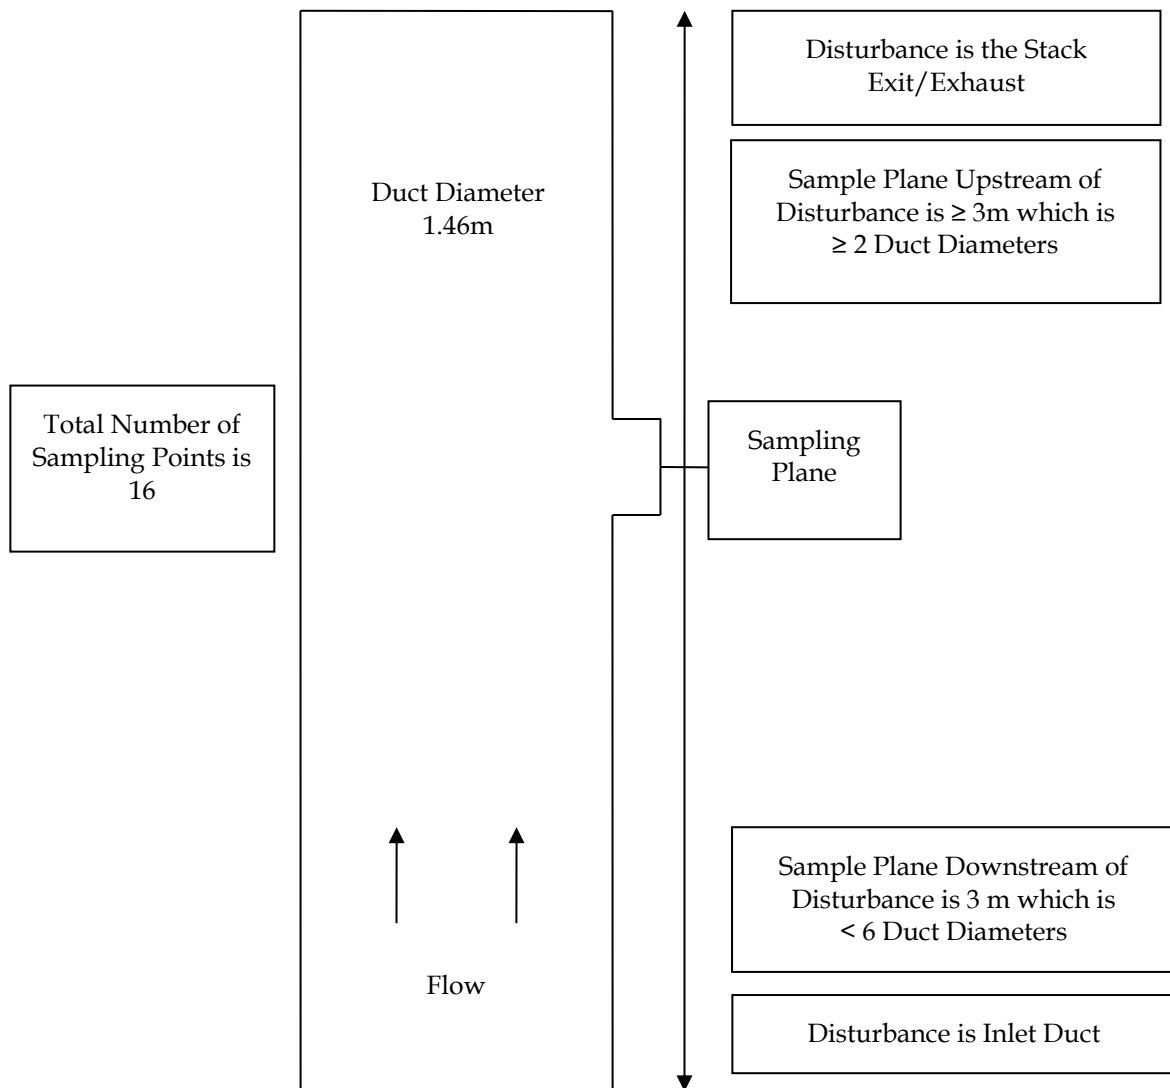 Disturbance is the Stack
Exit/Exhaust
Duct Diameter
1.46m
Sample Plane Upstream of
Disturbance is ≥ 3m which is
≥ 2 Duct Diameters
Total Number of
Sampling Points is
16
Sampling
Plane
Sample Plane Downstream of
Disturbance is 3 m which is
< 6 Duct Diameters
Flow
Disturbance is Inlet Duct